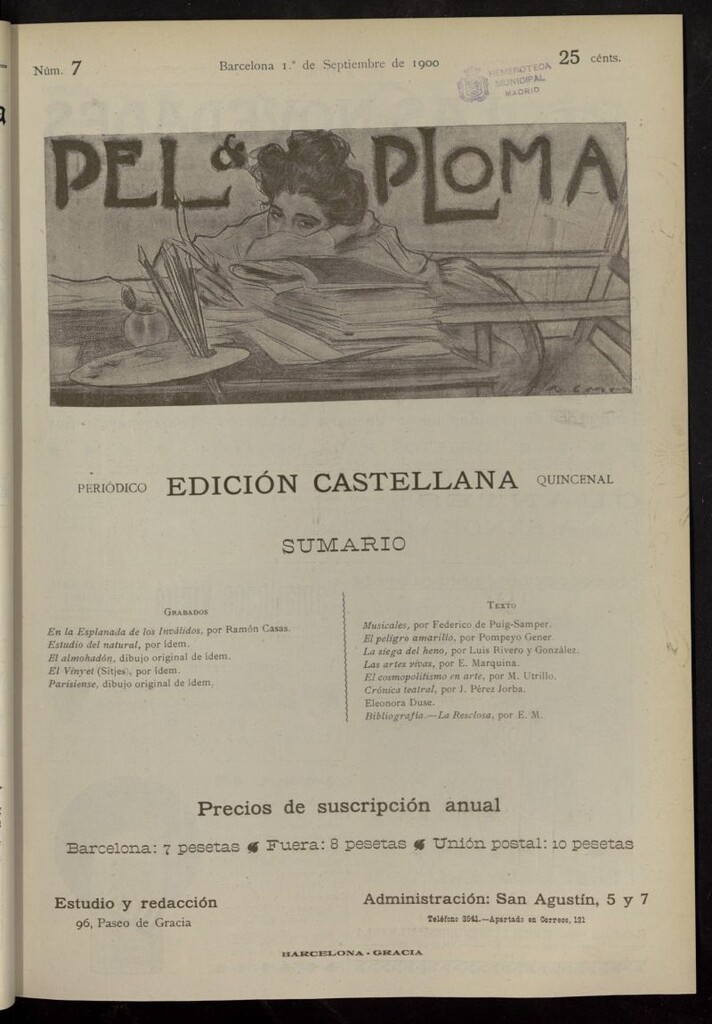 Núm. 7
Barcelona 1.º de Septiembre de 1900
25 cénts.
HEMEROTECA
MUNICIPAL
MADRID
PEL & PLOMA
PERIÓDICO EDICIÓN CASTELLANA QUINCENAL
SUMARIO
GRABADOS
En la Esplanada de los Inválidos, por Ramón Casas.
Estudio del natural, por ídem.
El almohadón, dibujo original de ídem.
El Vinyet (Sitjes), por ídem.
Parisiense, dibujo original de ídem.
TEXTO
Musicales, por Federico de Puig-Samper.
El peligro amarillo, por Pompeyo Gener.
La siega del heno, por Luis Rivero y González.
Las artes vivas, por E. Marquina.
El cosmopolitismo en arte, por M. Utrillo.
Crónica teatral, por J. Pérez Jorba.
Eleonora Duse.
Bibliografía.—La Resclosa, por E. M.
Precios de suscripción anual
Barcelona: 7 pesetas Fuera: 8 pesetas Unión postal: 10 pesetas
Estudio y redacción
96, Paseo de Gracia
Administración: San Agustín, 5 y 7
Teléfono 3541.—Apartado en Correos, 121
BARCELONA - GRACIA